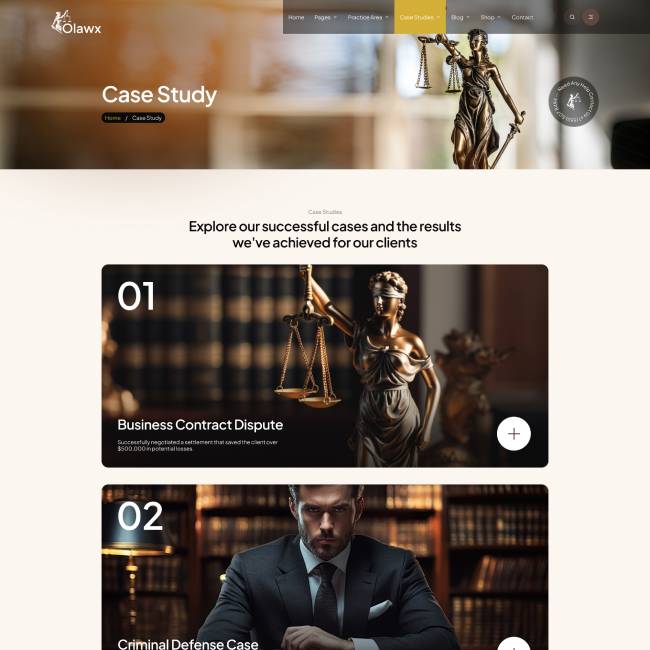 Olawx
Home Pages Practice Area Case Studies Blog Shop Contact
Case Study
Home / Case Study
Need Any Help Contact Us
Case Studies
Explore our successful cases and the results
we've achieved for our clients
01
Business Contract Dispute
Successfully negotiated a settlement that saved the client over
$500,000 in potential losses.
02
Criminal Defense Case